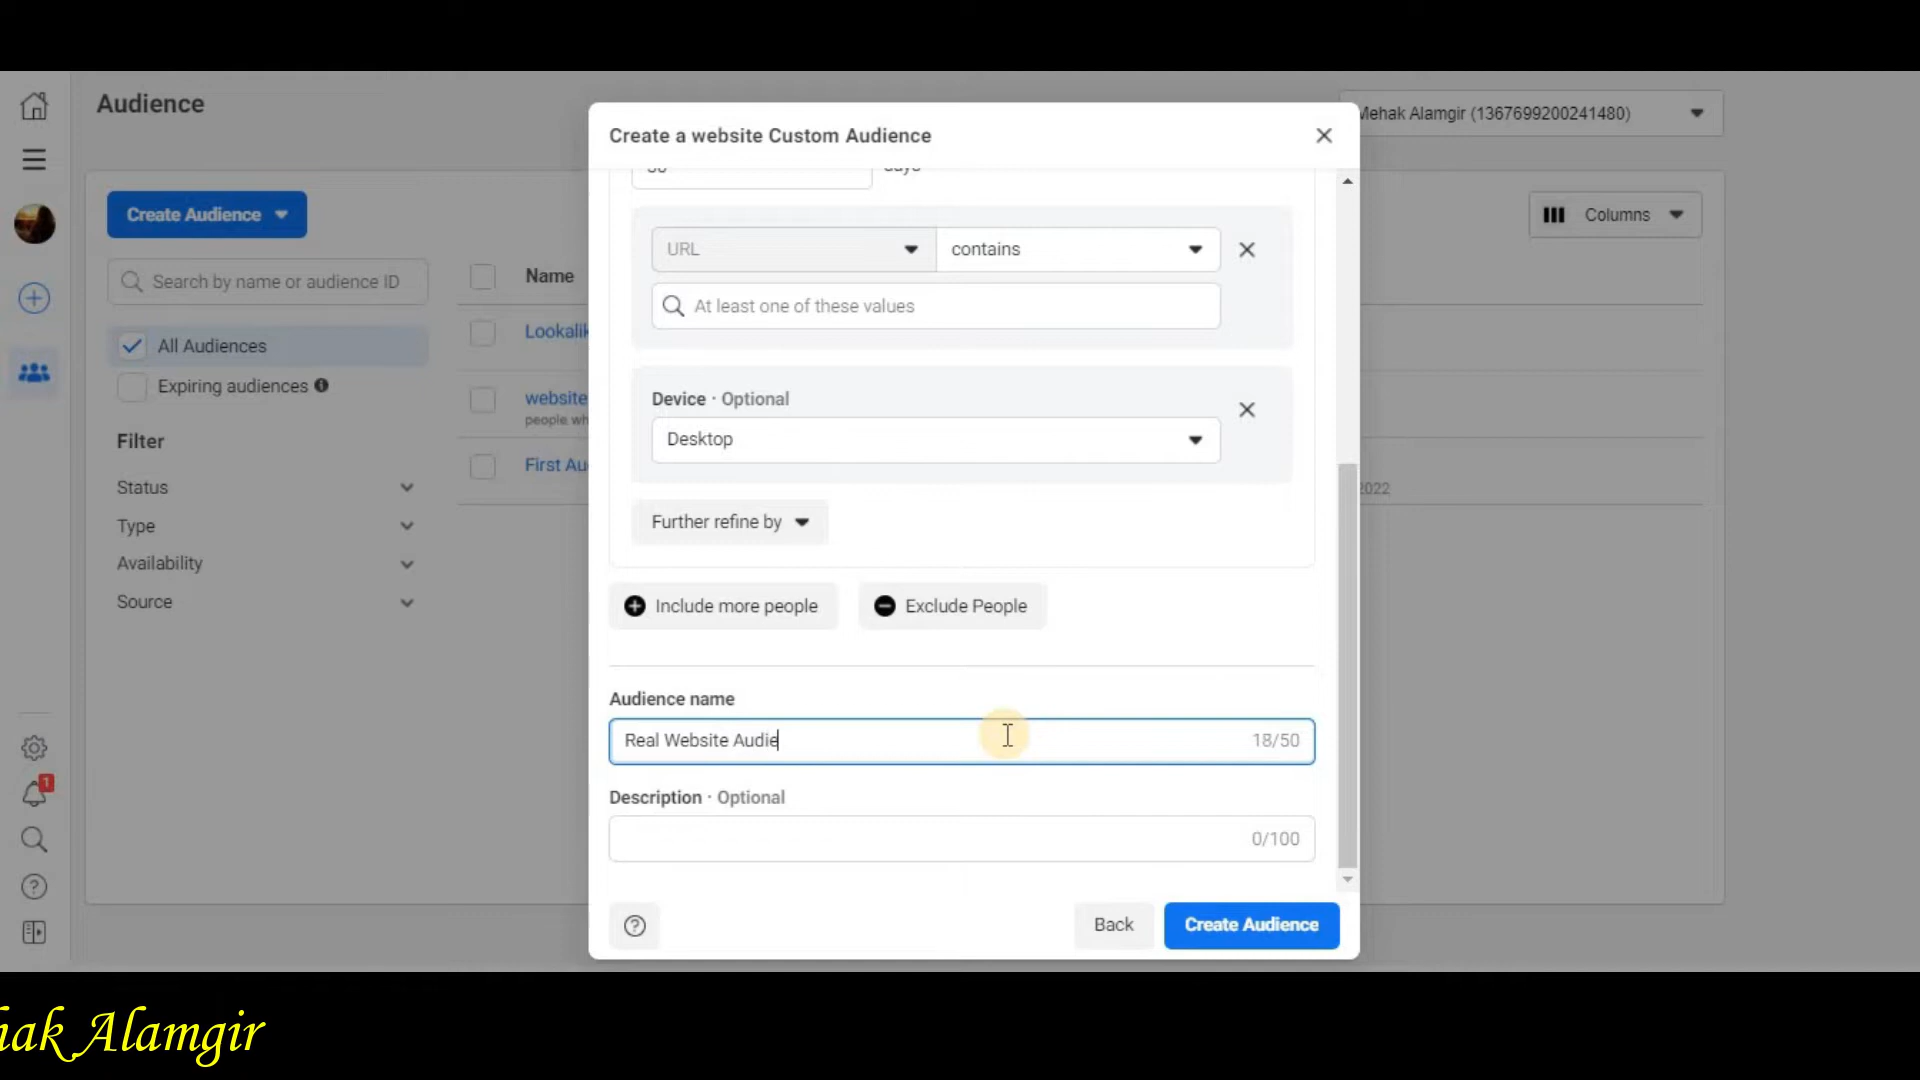 Audience
Mehak Alamgir (1367699200241480)
Create a website Custom Audience
days
Create Audience
Columns
URL
contains
Search by name or audience ID
Name
At least one of these values
Lookalik
All Audiences
Expiring audiences
website
people wh
Device · Optional
Desktop
Filter
First Au
Status
2022
Type
Further refine by
Availability
Source
Include more people
Exclude People
Audience name
Real Website Audie
18/50
1
Description · Optional
0/100
Back
Create Audience
hak Alamgir